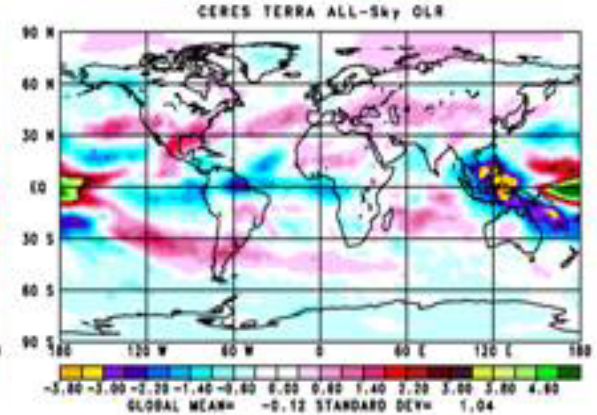 CERES TERRA ALL-Sky OLR
90 N
60 N
30 N
EQ
30 S
60 S
90 S
180 120 W 60 W 0 60 E 120 E 180
-3.80 -3.00 -2.20 -1.40 -0.60 0.00 0.60 1.40 2.20 3.00 3.80 4.60
GLOBAL MEAN= -0.12 STANDARD DEV= 1.04